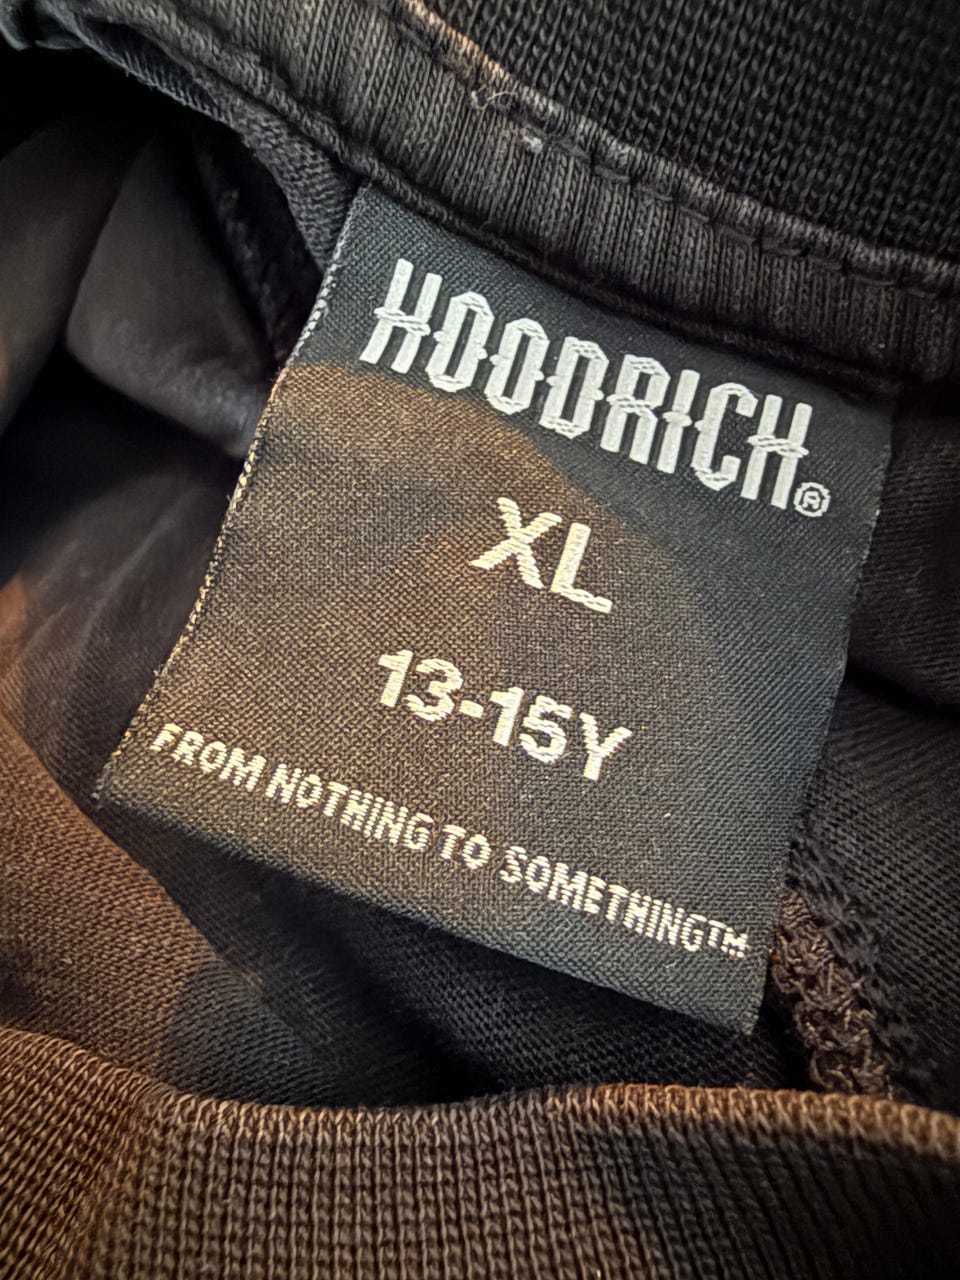 HOODRICH®
XL
13-15Y
FROM NOTHING TO SOMETHING™